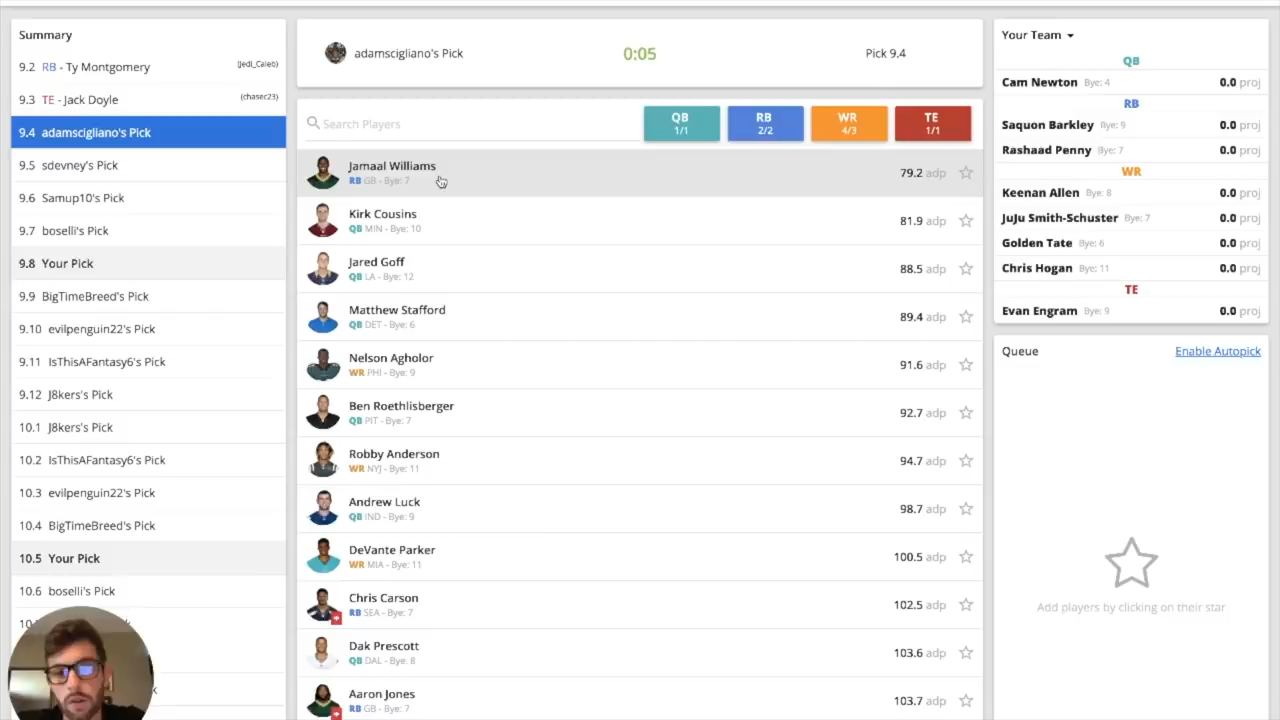 Summary
9.2 RB - Ty Montgomery (Jedi_Caleb)
9.3 TE - Jack Doyle (chasec23)
9.4 adamscigliano's Pick
9.5 sdevney's Pick
9.6 Samup10's Pick
9.7 boselli's Pick
9.8 Your Pick
9.9 BigTimeBreed's Pick
9.10 evilpenguin22's Pick
9.11 IsThisAFantasy6's Pick
9.12 J8kers's Pick
10.1 J8kers's Pick
10.2 IsThisAFantasy6's Pick
10.3 evilpenguin22's Pick
10.4 BigTimeBreed's Pick
10.5 Your Pick
10.6 boselli's Pick
adamscigliano's Pick 0:05 Pick 9.4
Search Players
QB 1/1
RB 2/2
WR 4/3
TE 1/1
Jamaal Williams 79.2 adp
RB GB - Bye: 7
Kirk Cousins 81.9 adp
QB MIN - Bye: 10
Jared Goff 88.5 adp
QB LA - Bye: 12
Matthew Stafford 89.4 adp
QB DET - Bye: 6
Nelson Agholor 91.6 adp
WR PHI - Bye: 9
Ben Roethlisberger 92.7 adp
QB PIT - Bye: 7
Robby Anderson 94.7 adp
WR NYJ - Bye: 11
Andrew Luck 98.7 adp
QB IND - Bye: 9
DeVante Parker 100.5 adp
WR MIA - Bye: 11
Chris Carson 102.5 adp
RB SEA - Bye: 7
Dak Prescott 103.6 adp
QB DAL - Bye: 8
Aaron Jones 103.7 adp
RB GB - Bye: 7
Your Team
QB
Cam Newton Bye: 4 0.0 proj
RB
Saquon Barkley Bye: 9 0.0 proj
Rashaad Penny Bye: 7 0.0 proj
WR
Keenan Allen Bye: 8 0.0 proj
JuJu Smith-Schuster Bye: 7 0.0 proj
Golden Tate Bye: 6 0.0 proj
Chris Hogan Bye: 11 0.0 proj
TE
Evan Engram Bye: 9 0.0 proj
Queue Enable Autopick
Add players by clicking on their star